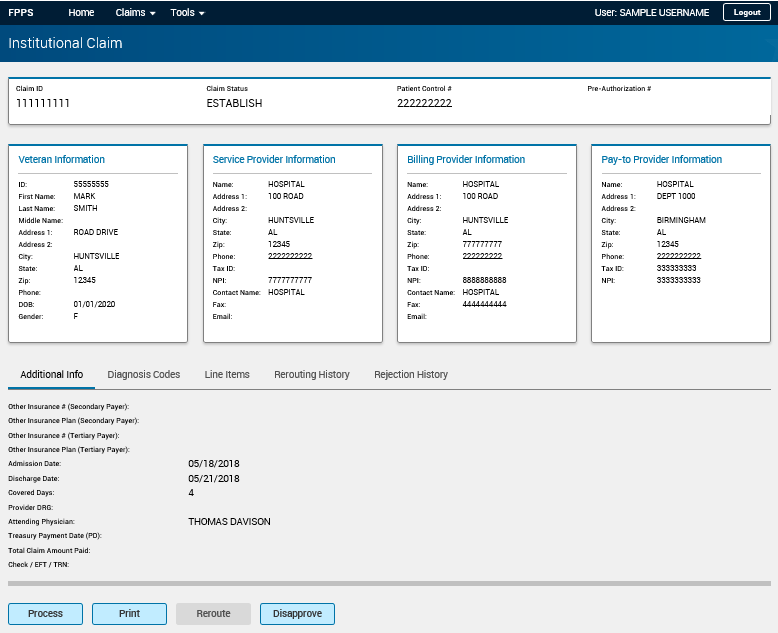 FPPS Home Claims Tools User: SAMPLE USERNAME Logout
Institutional Claim
Claim ID Claim Status Patient Control # Pre-Authorization #
111111111 ESTABLISH 222222222
Veteran Information
ID: 55555555
First Name: MARK
Last Name: SMITH
Middle Name:
Address 1: ROAD DRIVE
Address 2:
City: HUNTSVILLE
State: AL
Zip: 12345
Phone:
DOB: 01/01/2020
Gender: F
Service Provider Information
Name: HOSPITAL
Address 1: 100 ROAD
Address 2:
City: HUNTSVILLE
State: AL
Zip: 12345
Phone: 2222222222
Tax ID:
NPI: 7777777777
Contact Name: HOSPITAL
Fax:
Email:
Billing Provider Information
Name: HOSPITAL
Address 1: 100 ROAD
Address 2:
City: HUNTSVILLE
State: AL
Zip: 777777777
Phone: 222222222
Tax ID:
NPI: 8888888888
Contact Name: HOSPITAL
Fax: 4444444444
Email:
Pay-to Provider Information
Name: HOSPITAL
Address 1: DEPT 1000
Address 2:
City: BIRMINGHAM
State: AL
Zip: 12345
Phone: 2222222222
Tax ID: 333333333
NPI: 3333333333
Additional Info Diagnosis Codes Line Items Rerouting History Rejection History
Other Insurance # (Secondary Payer):
Other Insurance Plan (Secondary Payer):
Other Insurance # (Tertiary Payer):
Other Insurance Plan (Tertiary Payer):
Admission Date: 05/18/2018
Discharge Date: 05/21/2018
Covered Days: 4
Provider DRG:
Attending Physician: THOMAS DAVISON
Treasury Payment Date (PD):
Total Claim Amount Paid:
Check / EFT / TRN:
Process Print Reroute Disapprove